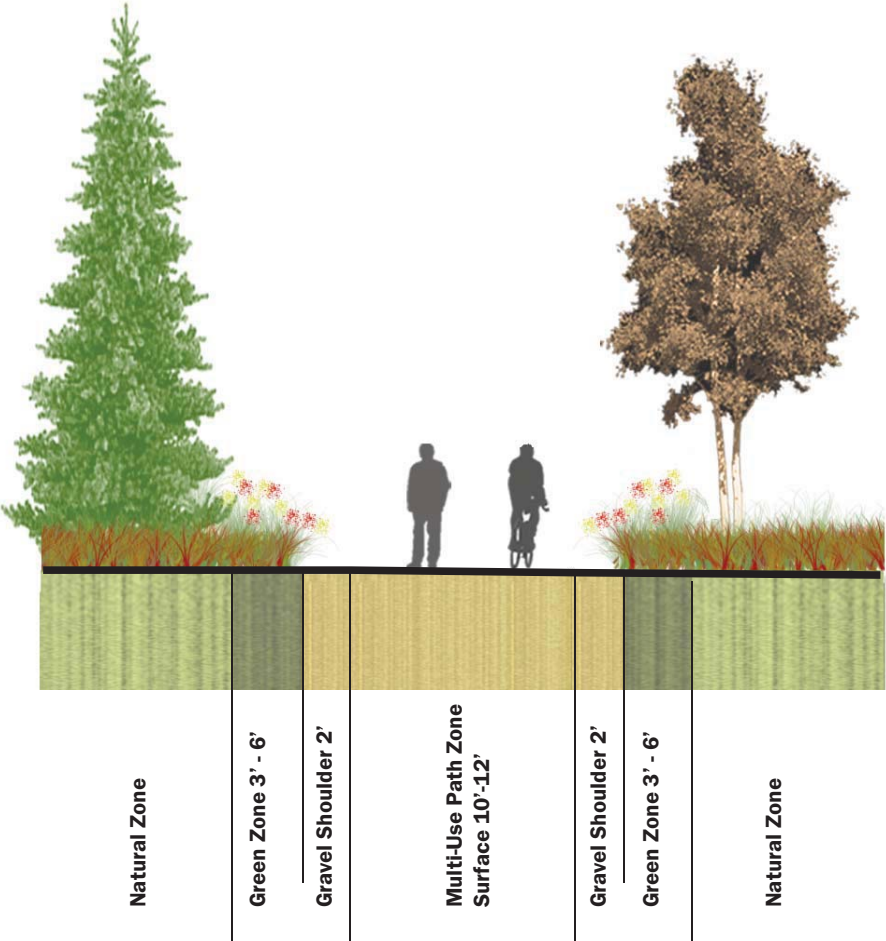 Natural Zone
Green Zone 3’ - 6’
Gravel Shoulder 2’
Multi-Use Path Zone
Surface 10’-12’
Gravel Shoulder 2’
Green Zone 3’ - 6’
Natural Zone